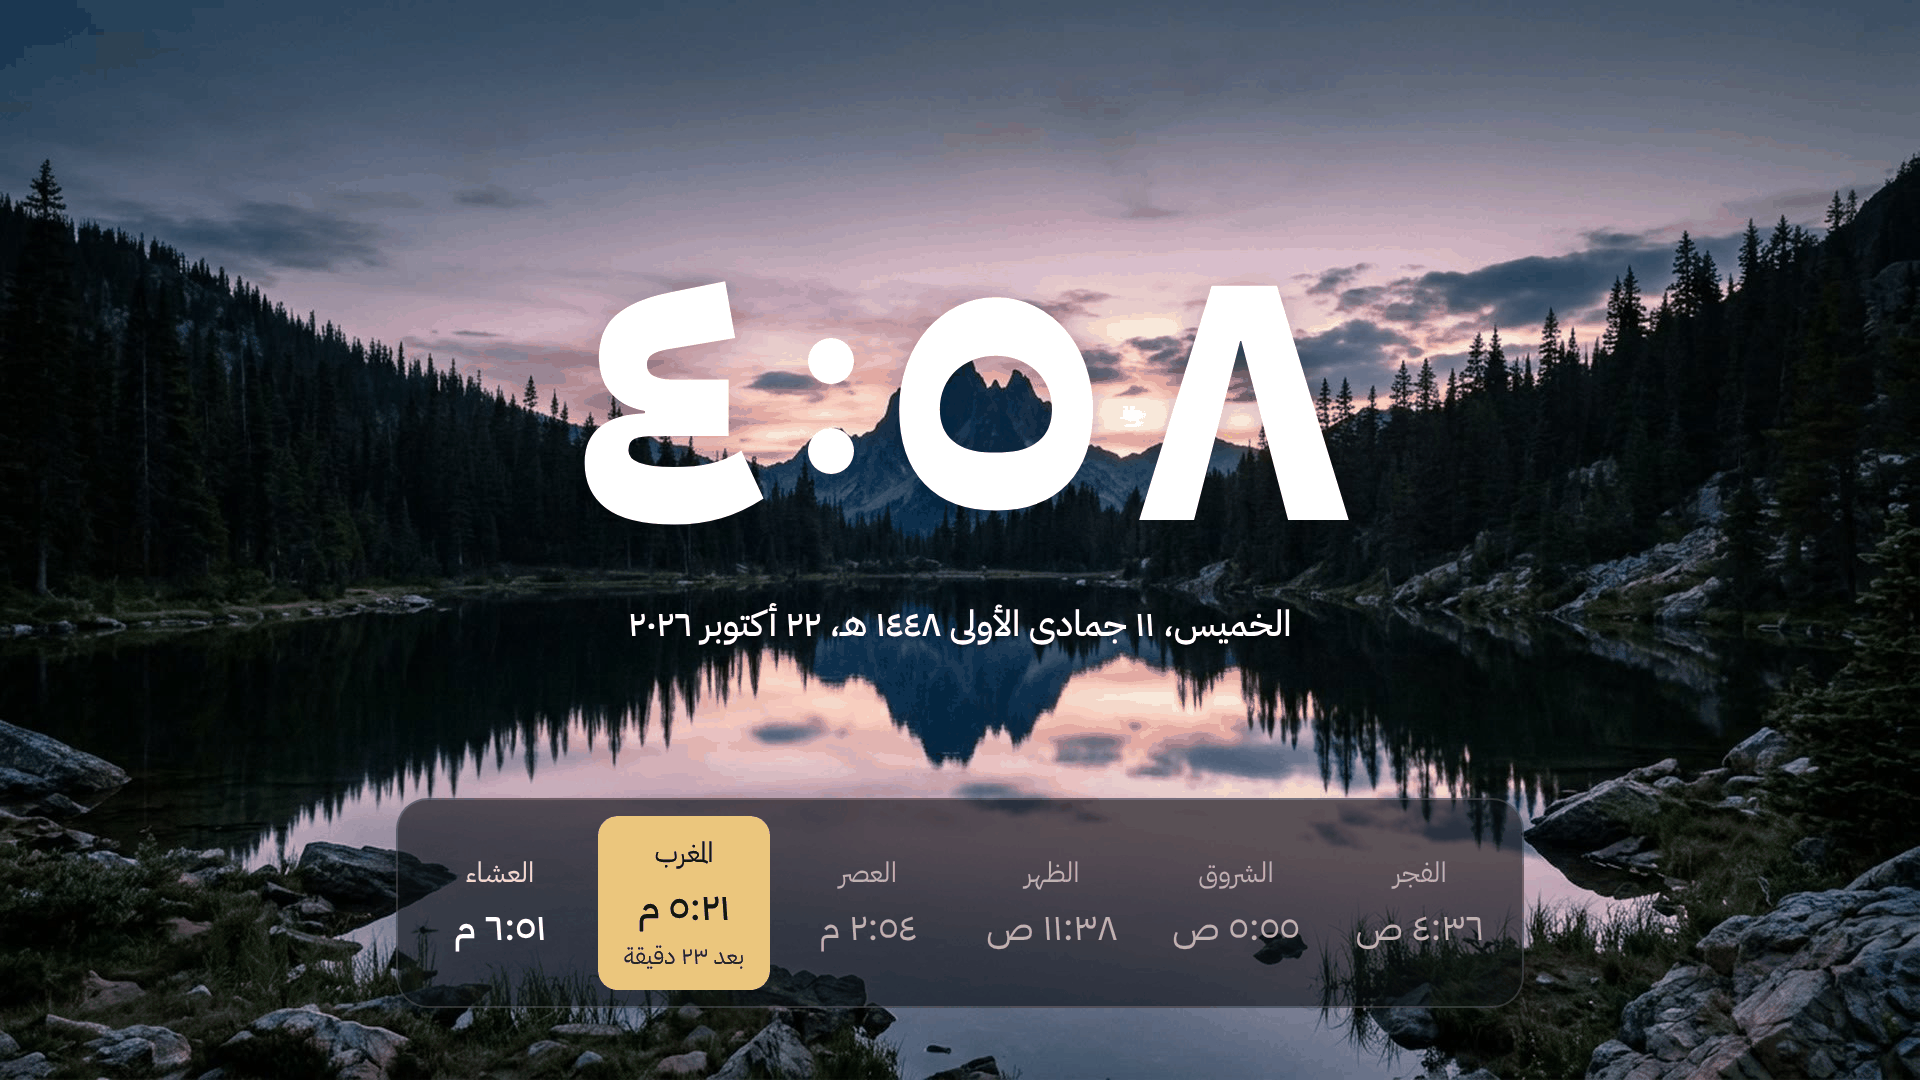 ٤:٥٨
الخميس، ١١ جمادى الأولى ١٤٤٨ هـ، ٢٢ أكتوبر ٢٠٢٦
الفجر
٤:٣٦ ص
الشروق
٥:٥٥ ص
الظهر
١١:٣٨ ص
العصر
٢:٥٤ م
المغرب
٥:٢١ م
بعد ٢٣ دقيقة
العشاء
٦:٥١ م